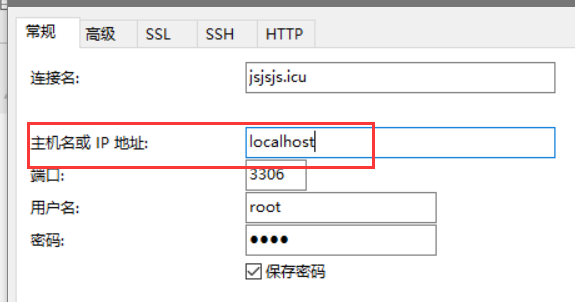 常规 高级 SSL SSH HTTP
连接名: jsjsjs.icu
主机名或 IP 地址: localhost
端口: 3306
用户名: root
密码: ●●●●
保存密码